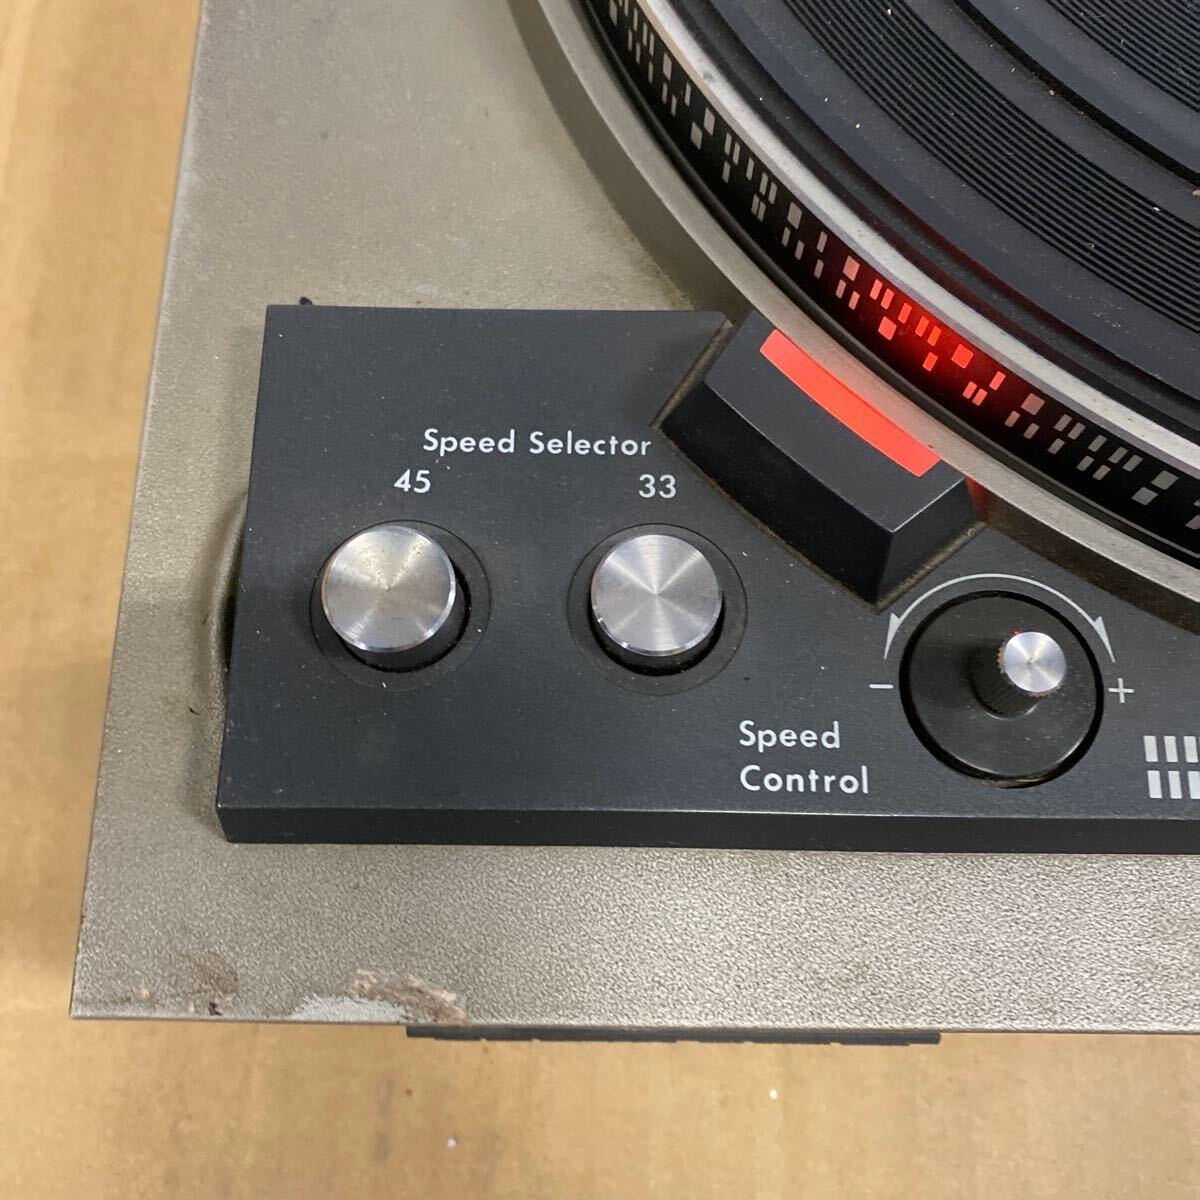 Speed Selector
45 33
Speed
Control
- +